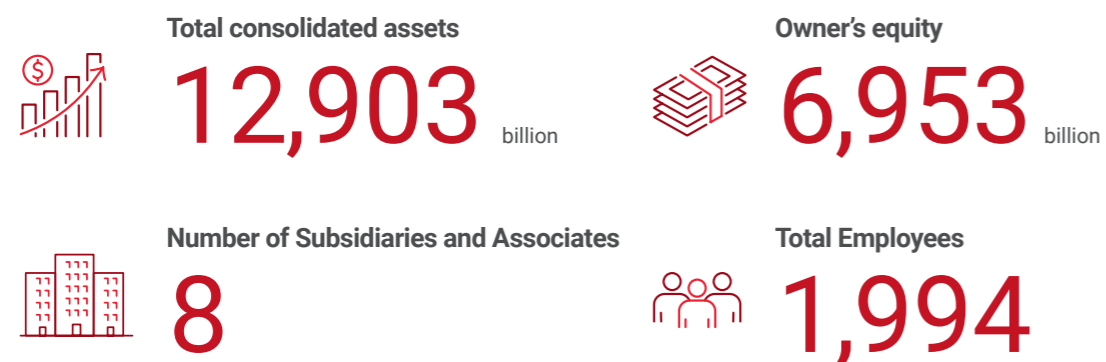 Total consolidated assets
12,903 billion
Owner's equity
6,953 billion
Number of Subsidiaries and Associates
8
Total Employees
1,994